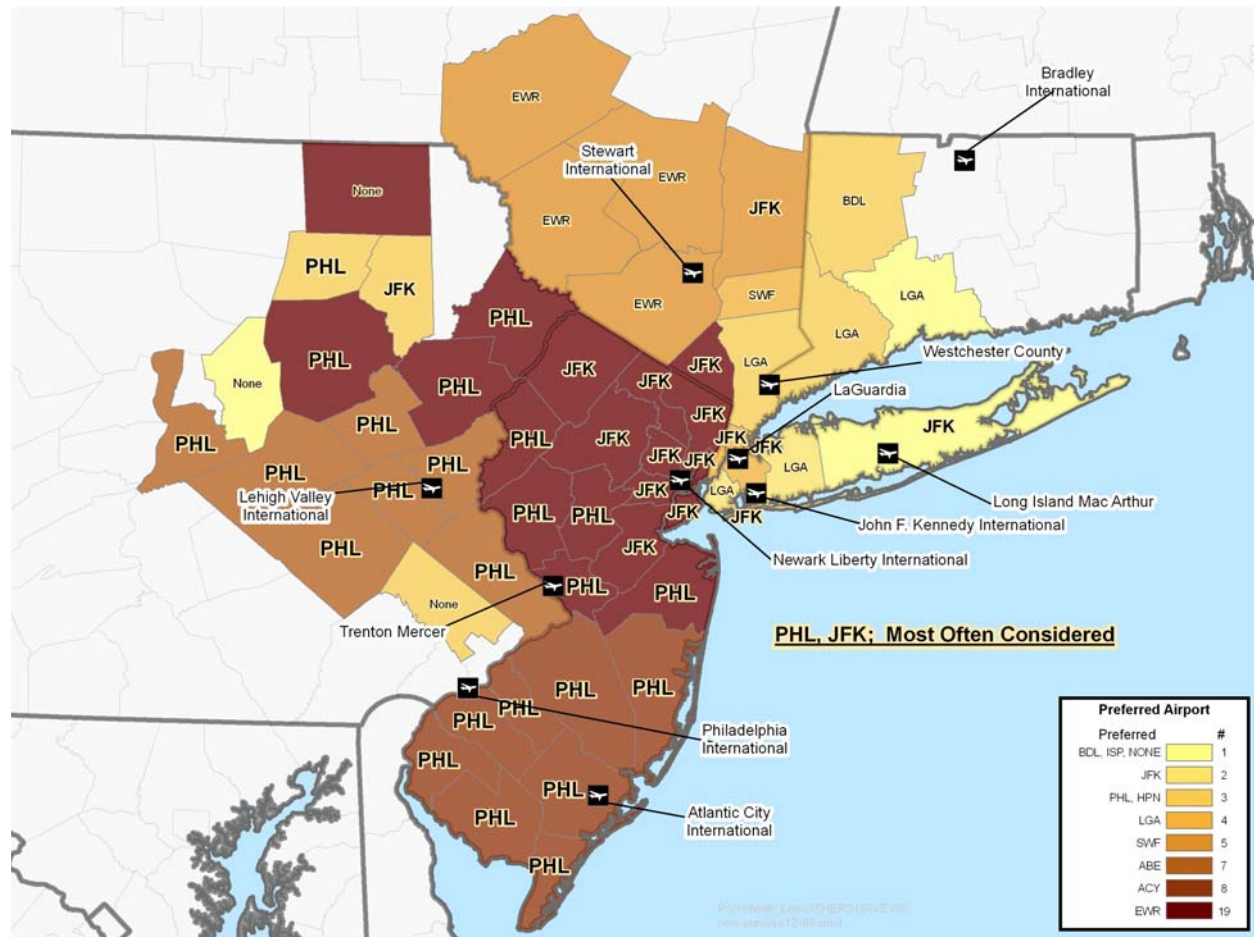 Bradley
International
EWR
Stewart
International
EWR
None
EWR
JFK
BDL
PHL
JFK
EWR
SWF
LGA
PHL
LGA
PHL
JFK
LGA
JFK
Westchester County
None
PHL
JFK
LaGuardia
PHL
JFK
PHL
PHL
JFK
JFK
JFK
JFK
PHL
PHL
JFK
JFK
LGA
Lehigh Valley
International
PHL
JFK
LGA
Long Island Mac Arthur
PHL
PHL
JFK
JFK
John F. Kennedy International
PHL
JFK
Newark Liberty International
PHL
PHL
PHL
None
Trenton Mercer
PHL, JFK; Most Often Considered
PHL
PHL
PHL
PHL
Philadelphia
International
PHL
PHL
PHL
Atlantic City
International
PHL
Preferred Airport
Preferred #
BDL, ISP, NONE 1
JFK 2
PHL, HPN 3
LGA 4
SWF 5
ABE 7
ACY 8
EWR 19